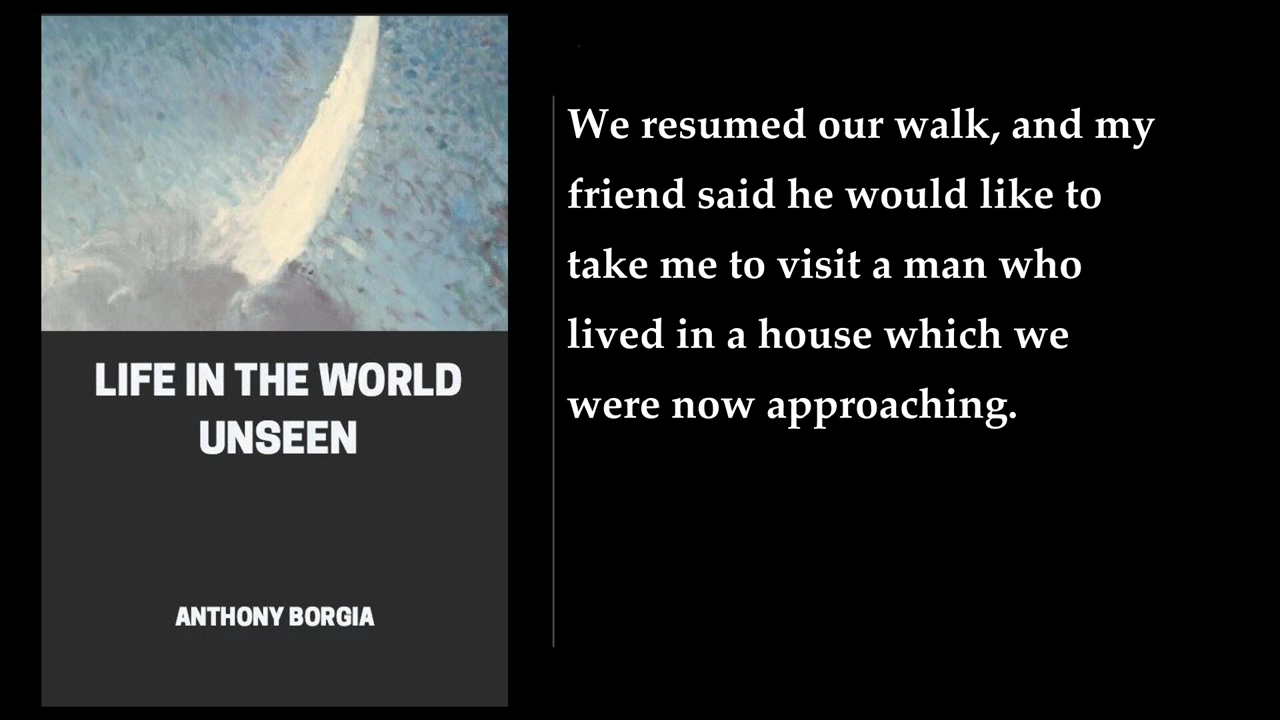 LIFE IN THE WORLD
UNSEEN
ANTHONY BORGIA
We resumed our walk, and my
friend said he would like to
take me to visit a man who
lived in a house which we
were now approaching.